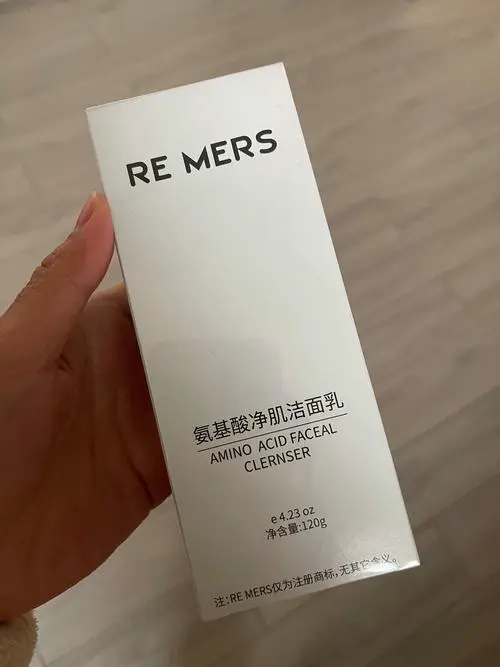 RE MERS
氨基酸净肌洁面乳
AMINO ACID FACEAL
CLERNSER
e 4.23 oz
净含量:120g
注:RE MERS仅为注册商标,无其它含义。